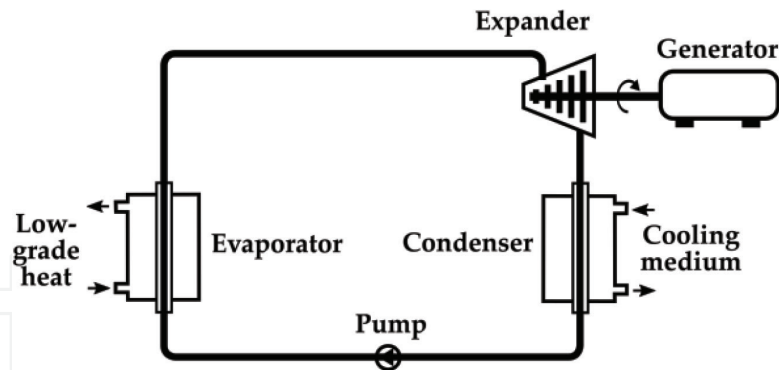 Expander
Generator
Low-
grade
heat
Evaporator
Condenser
Cooling
medium
Pump